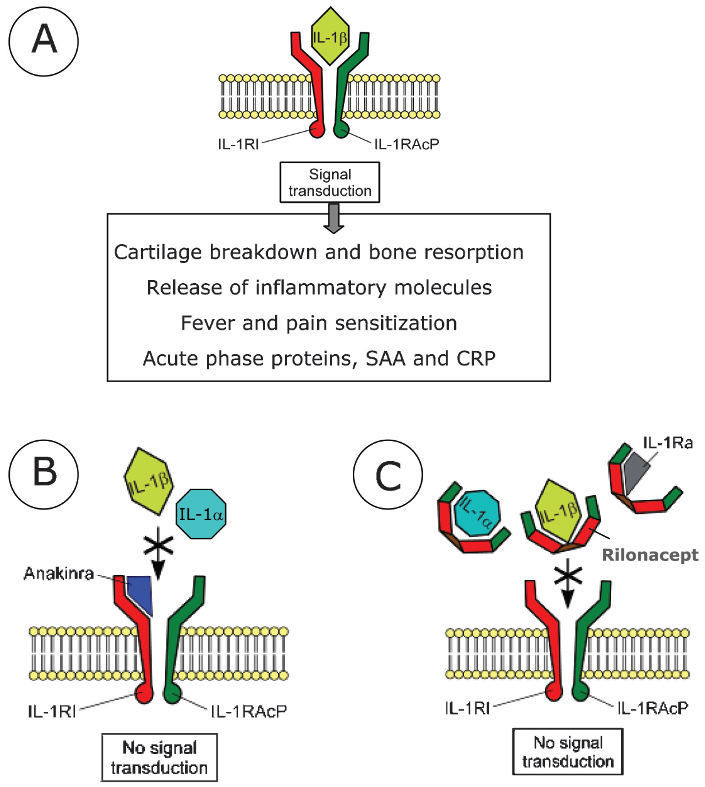 A
IL-1β
IL-1RI
IL-1RAcP
Signal
transduction
Cartilage breakdown and bone resorption
Release of inflammatory molecules
Fever and pain sensitization
Acute phase proteins, SAA and CRP
B
IL-1β
IL-1α
Anakinra
IL-1RI
IL-1RAcP
No signal
transduction
C
IL-1Ra
IL-1α
IL-1β
Rilonacept
IL-1RI
IL-1RAcP
No signal
transduction